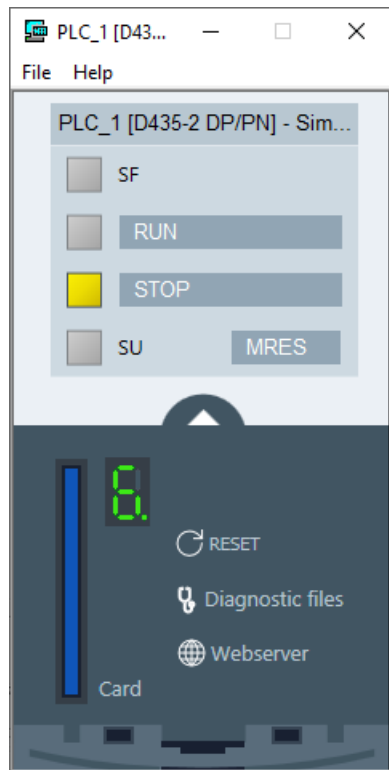 PLC_1 [D43...
File Help
PLC_1 [D435-2 DP/PN] - Sim...
SF
RUN
STOP
SU MRES
6.
RESET
Diagnostic files
Webserver
Card